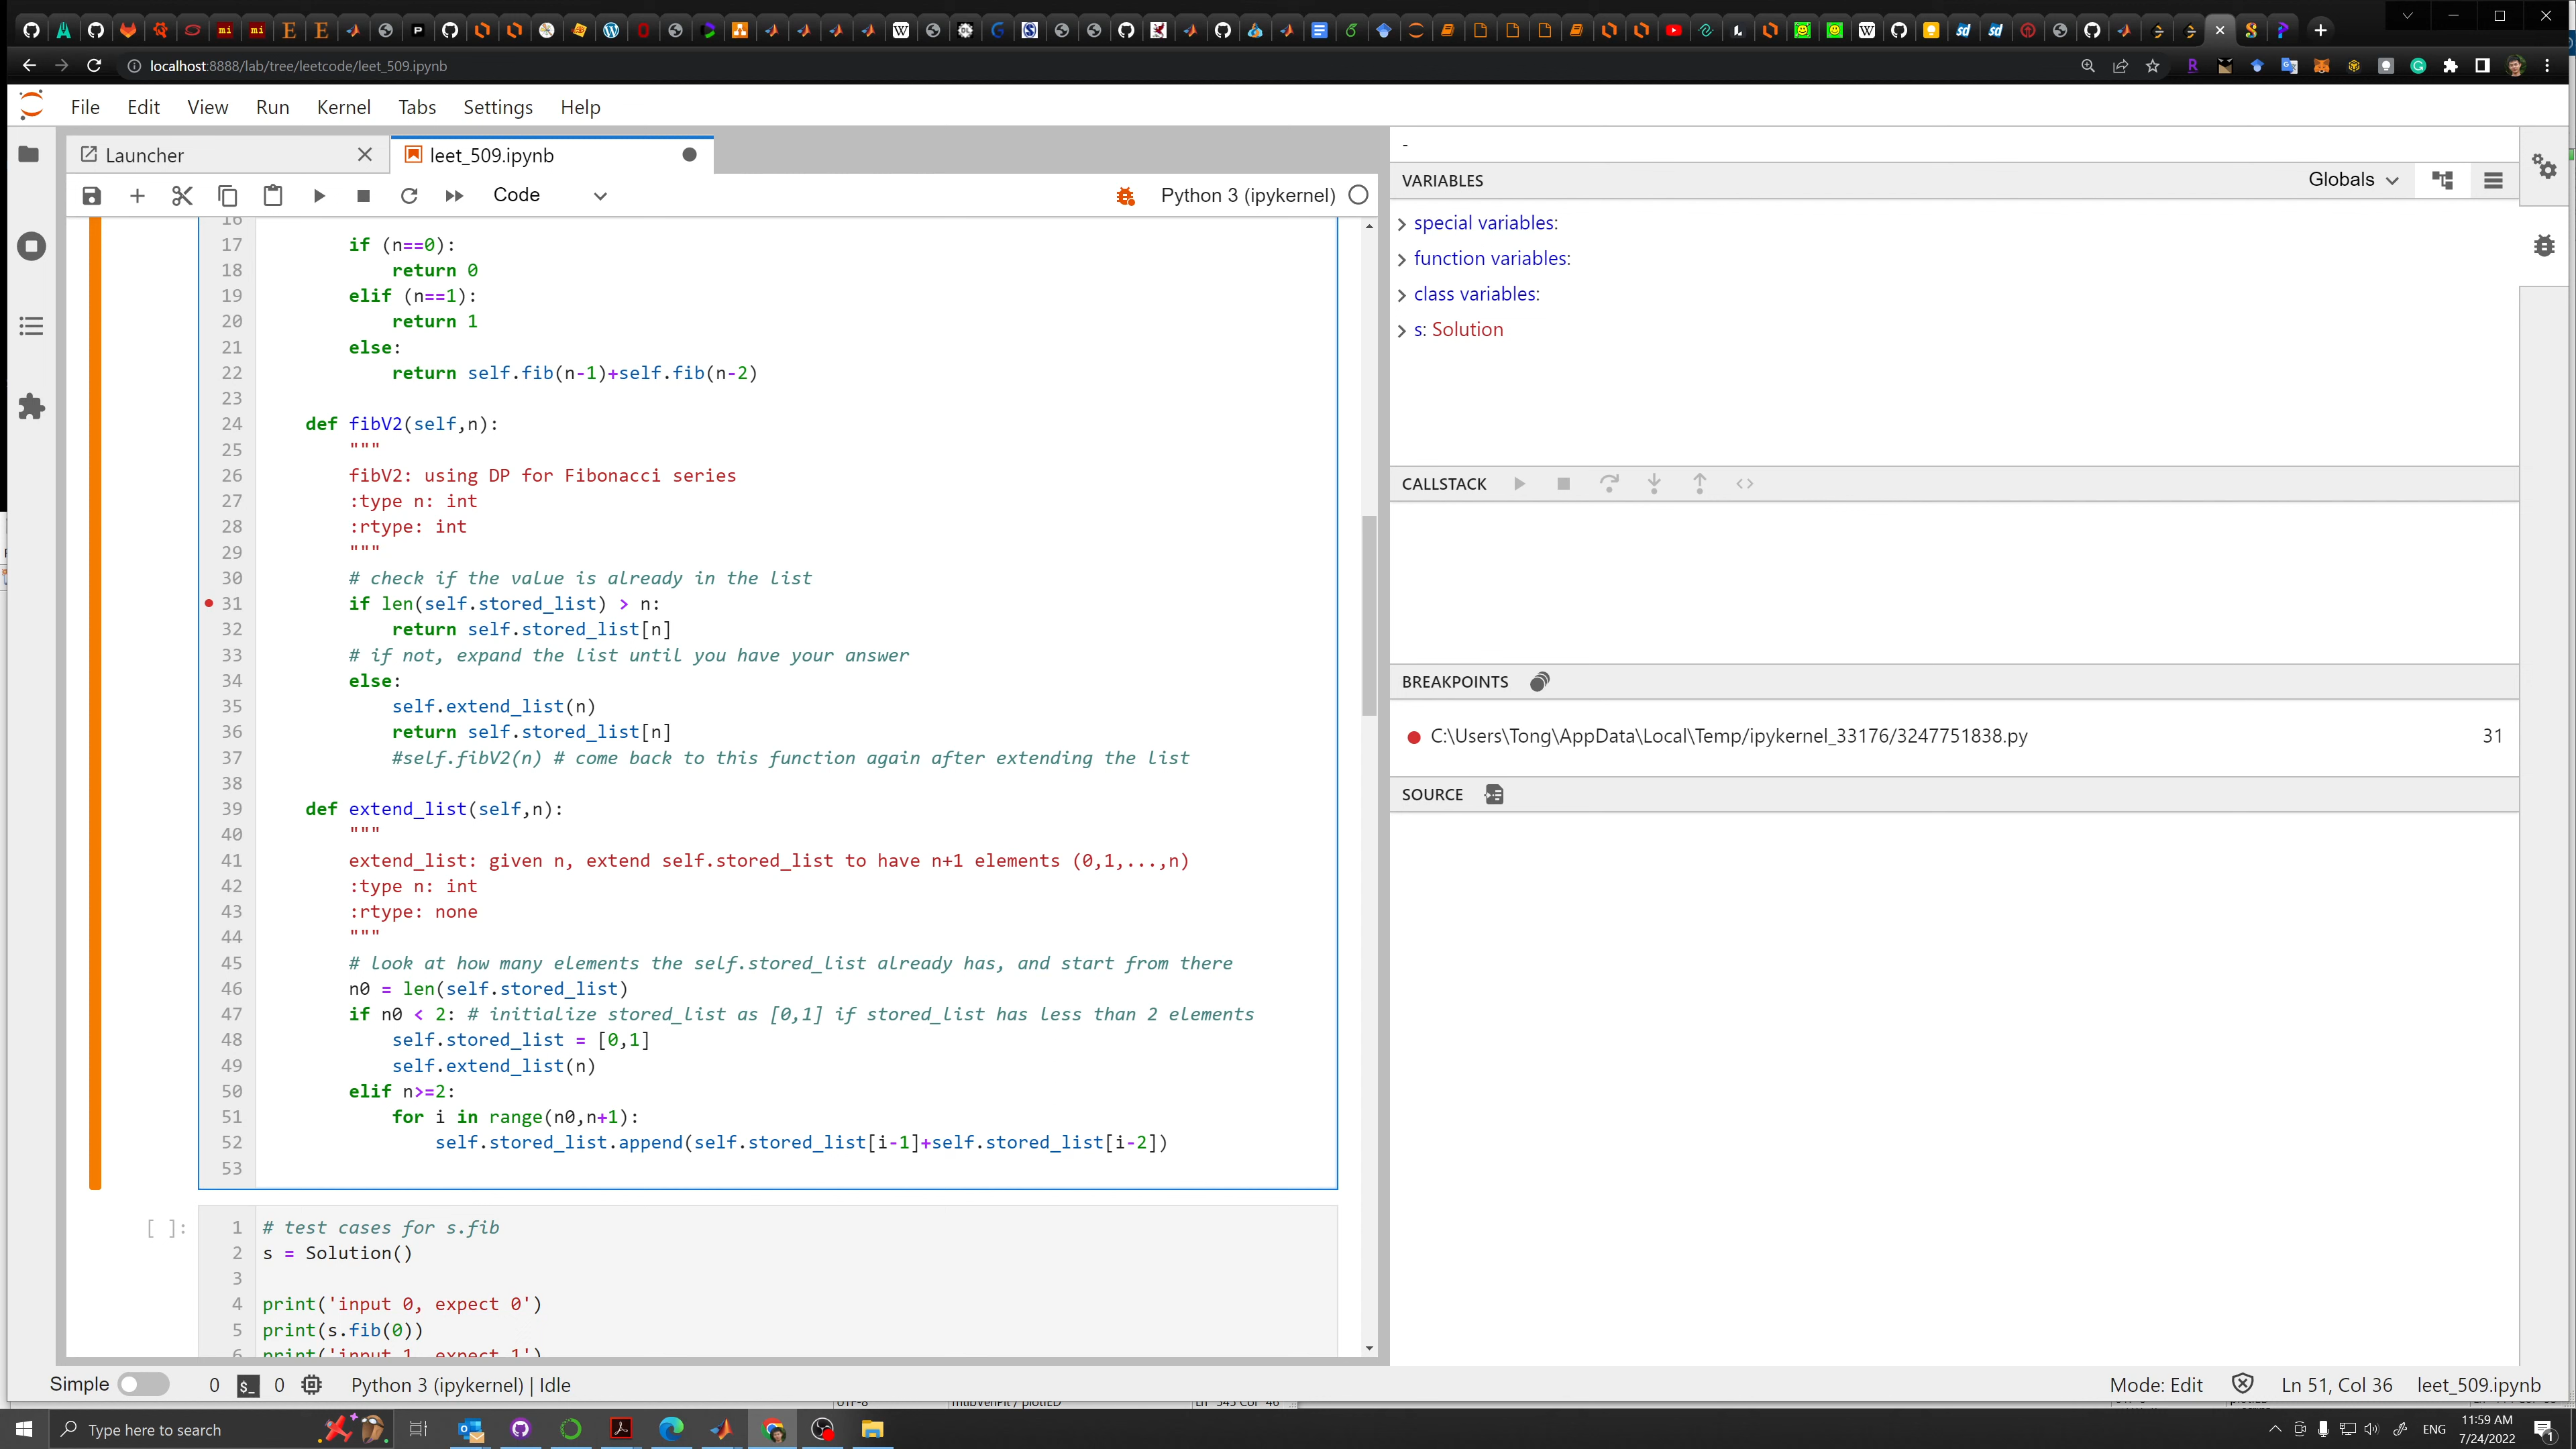 localhost:8888/lab/tree/leetcode/leet_509.ipynb
File Edit View Run Kernel Tabs Settings Help
Launcher
leet_509.ipynb
Code
Python 3 (ipykernel)
16
17 if (n==0):
18 return 0
19 elif (n==1):
20 return 1
21 else:
22 return self.fib(n-1)+self.fib(n-2)
23
24 def fibV2(self,n):
25 """
26 fibV2: using DP for Fibonacci series
27 :type n: int
28 :rtype: int
29 """
30 # check if the value is already in the list
31 if len(self.stored_list) > n:
32 return self.stored_list[n]
33 # if not, expand the list until you have your answer
34 else:
35 self.extend_list(n)
36 return self.stored_list[n]
37 #self.fibV2(n) # come back to this function again after extending the list
38
39 def extend_list(self,n):
40 """
41 extend_list: given n, extend self.stored_list to have n+1 elements (0,1,...,n)
42 :type n: int
43 :rtype: none
44 """
45 # look at how many elements the self.stored_list already has, and start from there
46 n0 = len(self.stored_list)
47 if n0 < 2: # initialize stored_list as [0,1] if stored_list has less than 2 elements
48 self.stored_list = [0,1]
49 self.extend_list(n)
50 elif n>=2:
51 for i in range(n0,n+1):
52 self.stored_list.append(self.stored_list[i-1]+self.stored_list[i-2])
53
[ ]:
1 # test cases for s.fib
2 s = Solution()
3
4 print('input 0, expect 0')
5 print(s.fib(0))
6 print('input 1, expect 1')
-
VARIABLES
Globals
special variables:
function variables:
class variables:
s: Solution
CALLSTACK
BREAKPOINTS
C:\Users\Tong\AppData\Local\Temp/ipykernel_33176/3247751838.py 31
SOURCE
Simple 0 $_ 0 Python 3 (ipykernel) | Idle
Mode: Edit Ln 51, Col 36 leet_509.ipynb
Type here to search
ENG
11:59 AM
7/24/2022